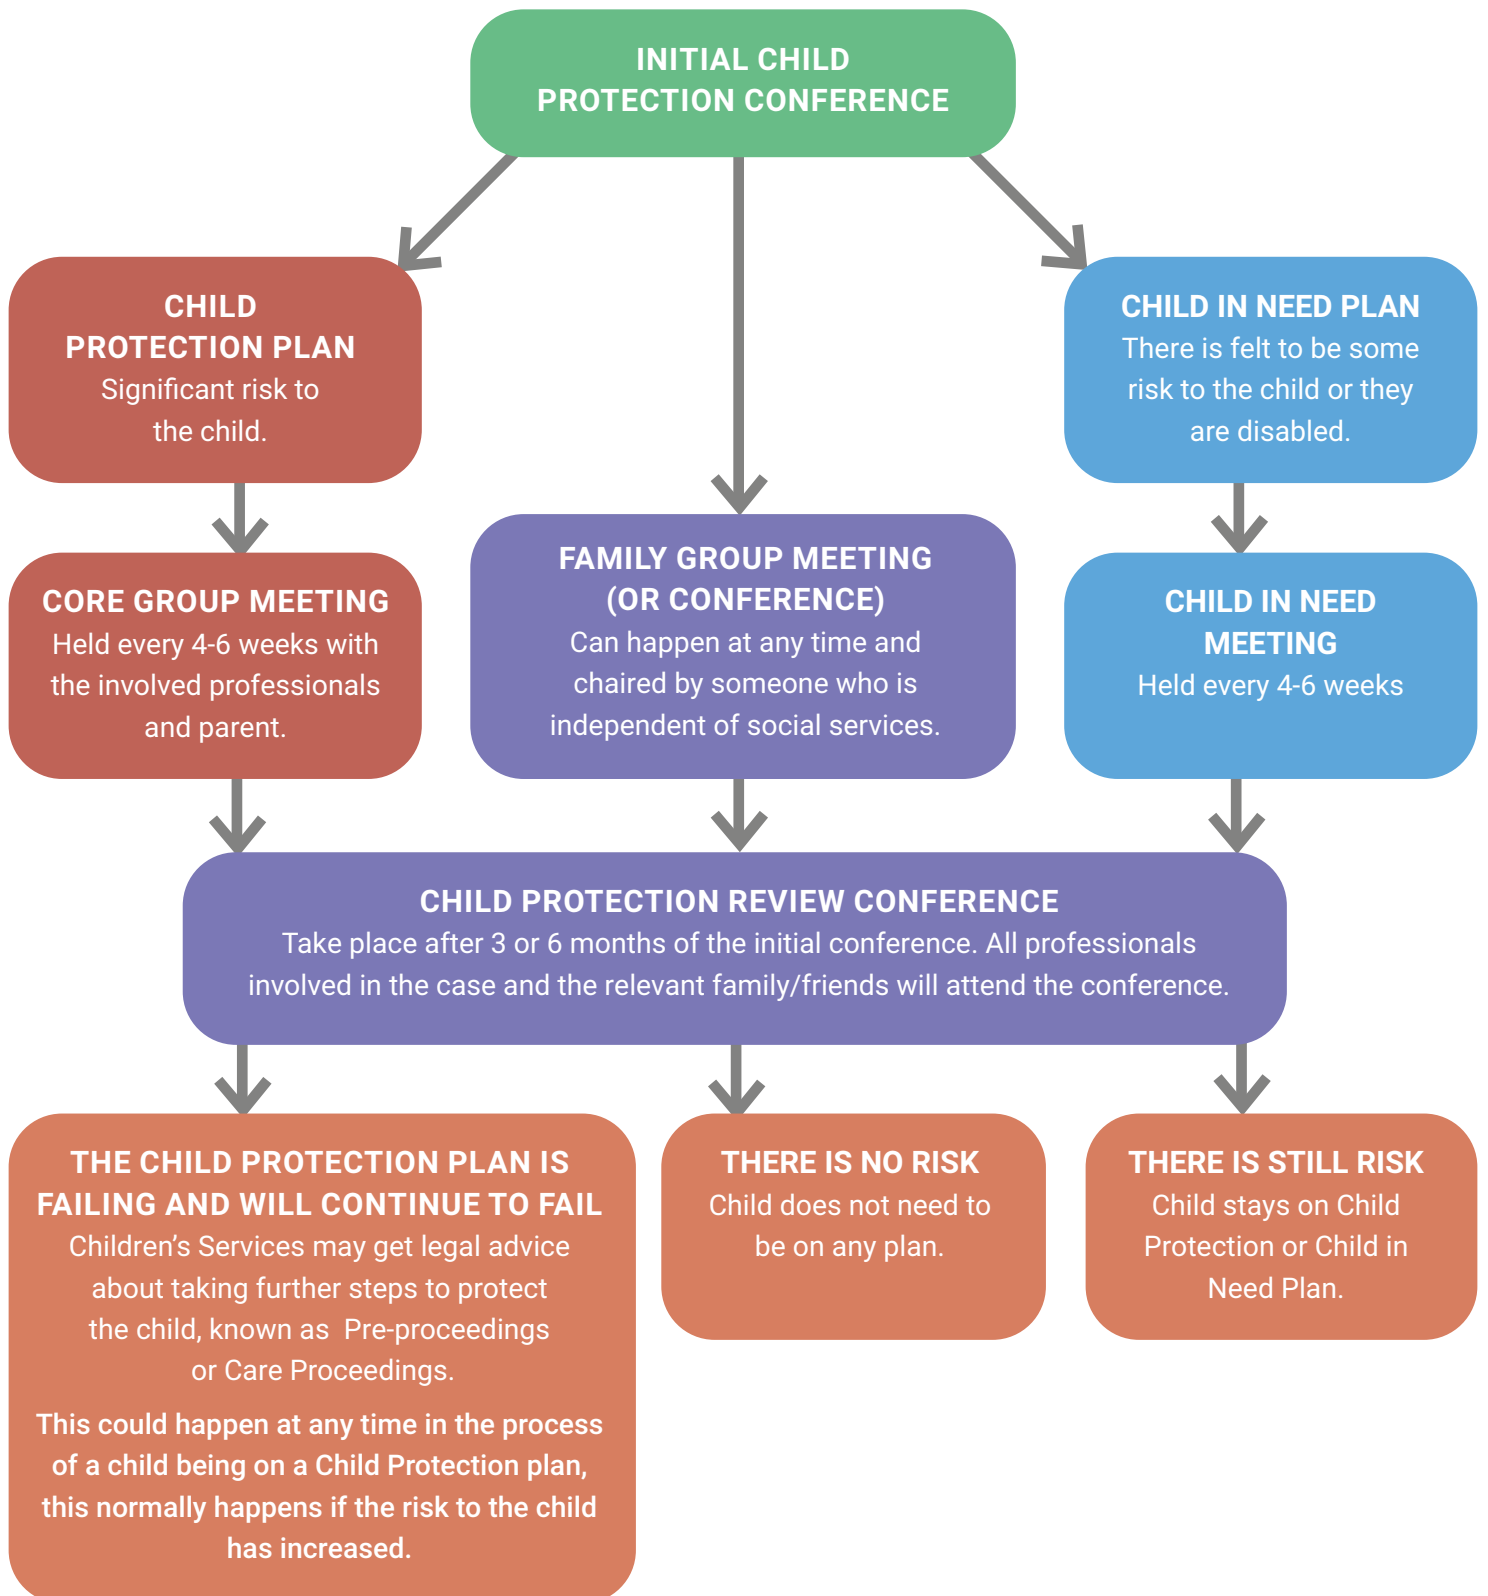 INITIAL CHILD
PROTECTION CONFERENCE
CHILD
PROTECTION PLAN
Significant risk to
the child.
CHILD IN NEED PLAN
There is felt to be some
risk to the child or they
are disabled.
CORE GROUP MEETING
Held every 4-6 weeks with
the involved professionals
and parent.
FAMILY GROUP MEETING
(OR CONFERENCE)
Can happen at any time and
chaired by someone who is
independent of social services.
CHILD IN NEED
MEETING
Held every 4-6 weeks
CHILD PROTECTION REVIEW CONFERENCE
Take place after 3 or 6 months of the initial conference. All professionals
involved in the case and the relevant family/friends will attend the conference.
THE CHILD PROTECTION PLAN IS
FAILING AND WILL CONTINUE TO FAIL
Children’s Services may get legal advice
about taking further steps to protect
the child, known as  Pre-proceedings
or Care Proceedings.
This could happen at any time in the process
of a child being on a Child Protection plan,
this normally happens if the risk to the child
has increased.
THERE IS NO RISK
Child does not need to
be on any plan.
THERE IS STILL RISK
Child stays on Child
Protection or Child in
Need Plan.